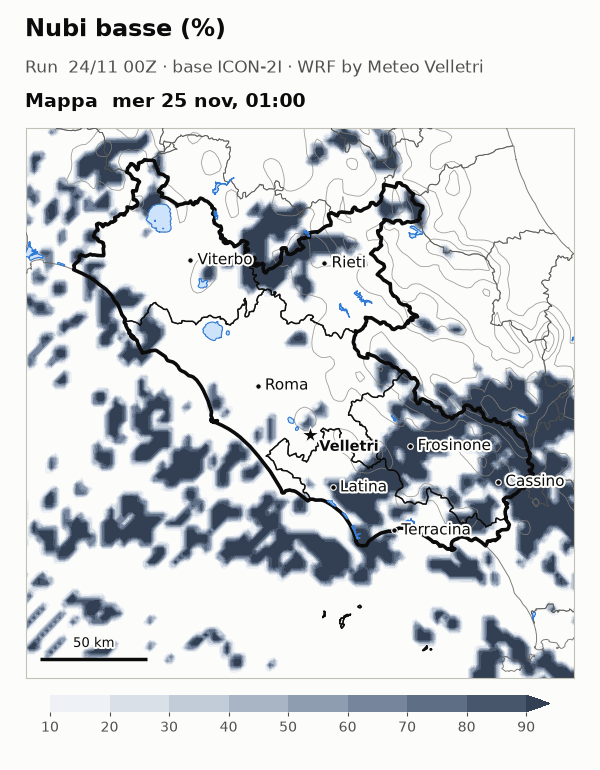 Nubi basse (%)
Run 24/11 00Z · base ICON-2I · WRF by Meteo Velletri
Mappa mer 25 nov, 01:00
Viterbo
Rieti
Roma
Velletri
Frosinone
Latina
Cassino
Terracina
50 km
10 20 30 40 50 60 70 80 90